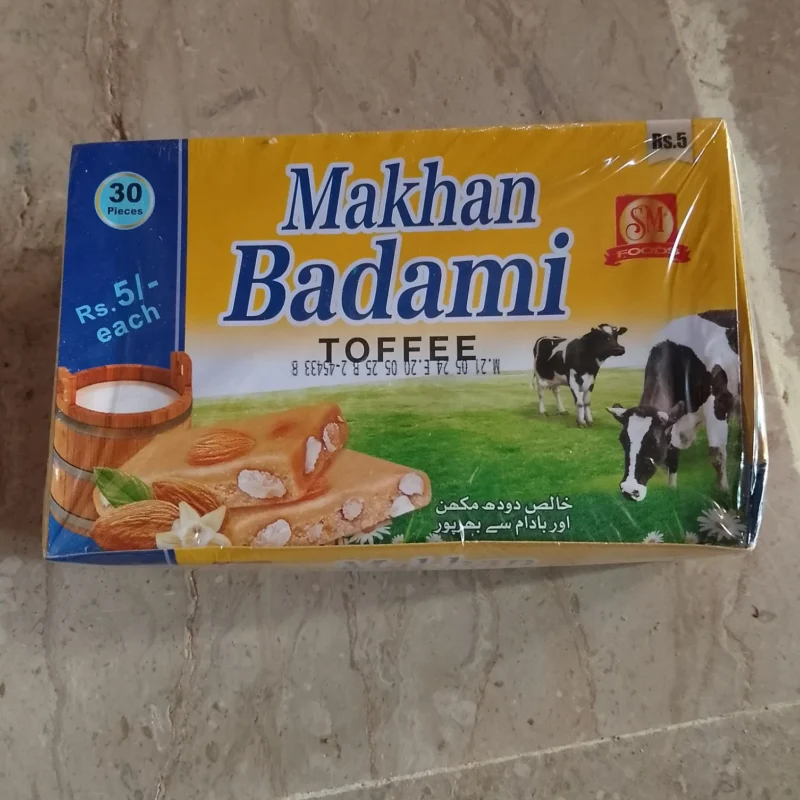 30
Pieces
Rs. 5/-
each
Makhan
Badami
TOFFEE
M.21 05 24 E.20 05 25 R 2-45433 B
Rs.5
SM
FOODS
خالص دودھ مکھن
اور بادام سے بھرپور